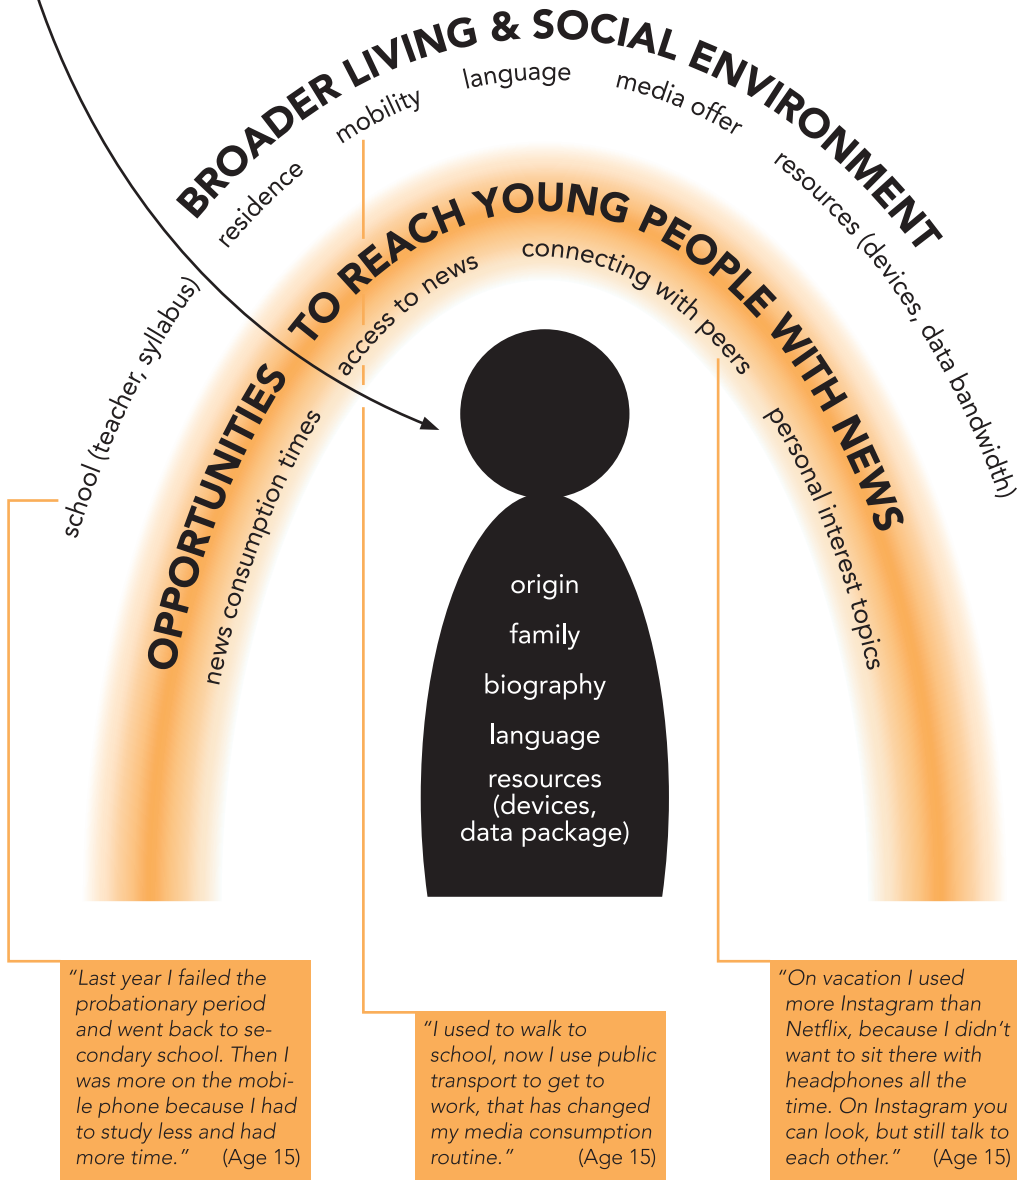 BROADER LIVING & SOCIAL ENVIRONMENT
school (teacher, syllabus)
residence
mobility
language
media offer
resources (devices, data bandwidth)
OPPORTUNITIES TO REACH YOUNG PEOPLE WITH NEWS
news consumption times
access to news
connecting with peers
personal interest topics
origin
family
biography
language
resources
(devices,
data package)
"Last year I failed the
probationary period
and went back to se-
condary school. Then I
was more on the mobi-
le phone because I had
to study less and had
more time." (Age 15)
"I used to walk to
school, now I use public
transport to get to
work, that has changed
my media consumption
routine." (Age 15)
"On vacation I used
more Instagram than
Netflix, because I didn't
want to sit there with
headphones all the
time. On Instagram you
can look, but still talk to
each other." (Age 15)